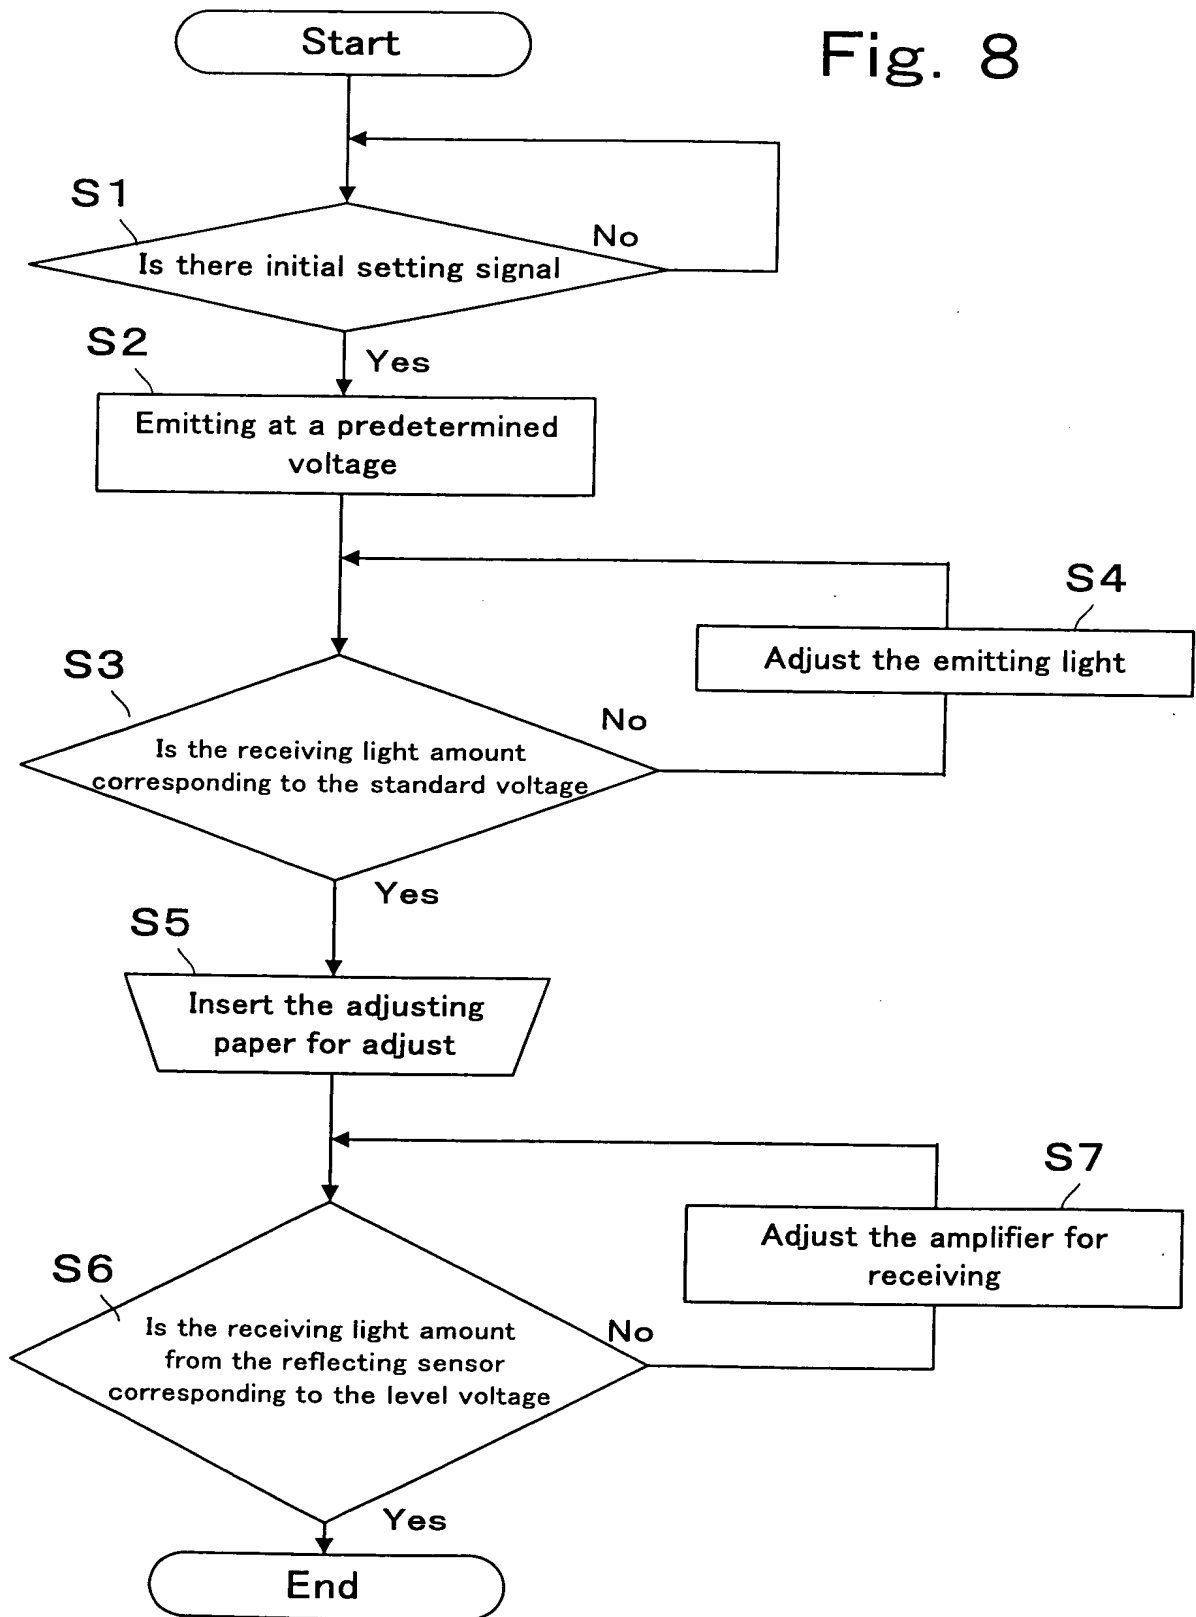 Start
Fig. 8
S1
No
Is there initial setting signal
S2
Yes
Emitting at a predetermined
voltage
S4
Adjust the emitting light
S3
No
Is the receiving light amount
corresponding to the standard voltage
Yes
S5
Insert the adjusting
paper for adjust
S7
Adjust the amplifier for
receiving
S6
No
Is the receiving light amount
from the reflecting sensor
corresponding to the level voltage
Yes
End